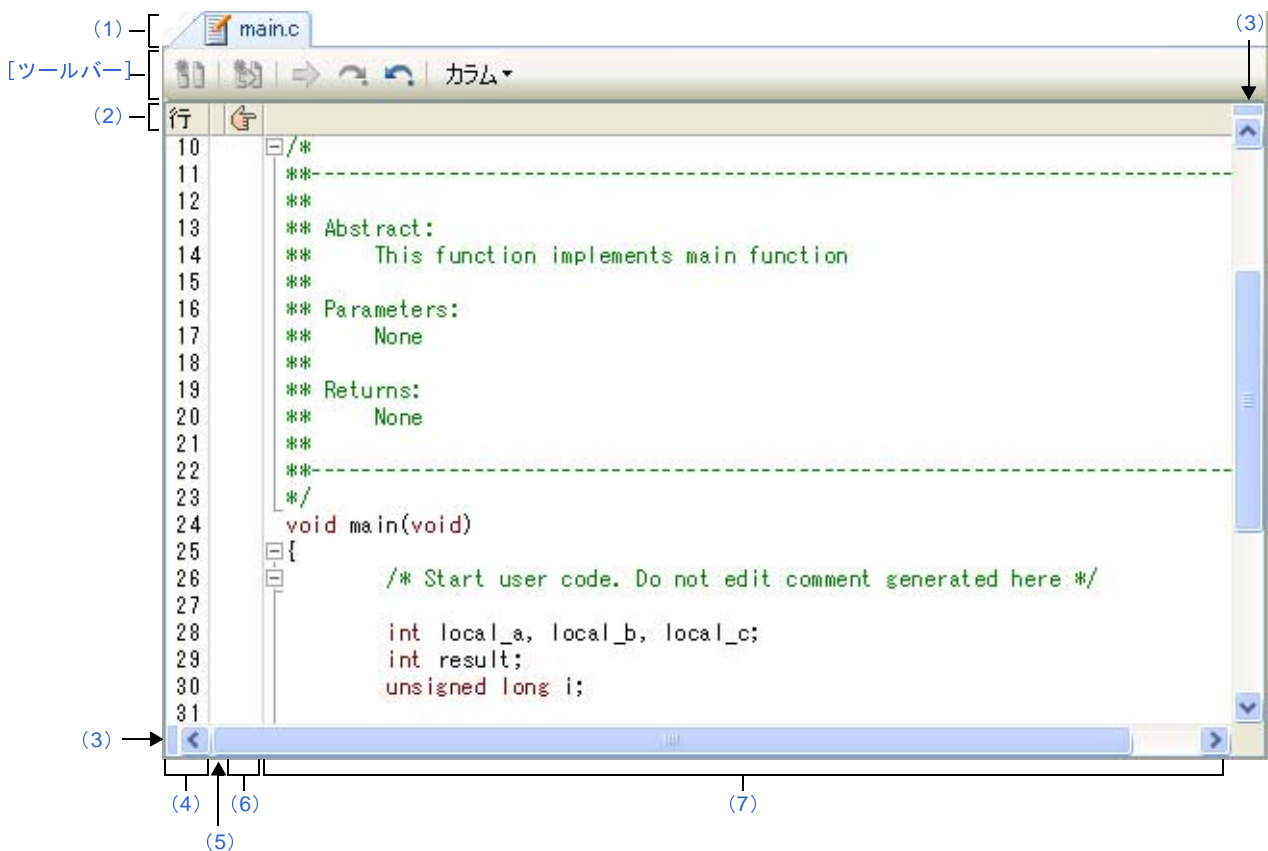 (1)
main.c
(3)
[ツールバー]
カラム
(2)
行
10 /*
11 **------------------------------------------------------------------------
12 **
13 ** Abstract:
14 **     This function implements main function
15 **
16 ** Parameters:
17 **     None
18 **
19 ** Returns:
20 **     None
21 **
22 **------------------------------------------------------------------------
23 */
24 void main(void)
25 {
26         /* Start user code. Do not edit comment generated here */
27
28         int local_a, local_b, local_c;
29         int result;
30         unsigned long i;
31
(3)
(4) (6) (7)
(5)